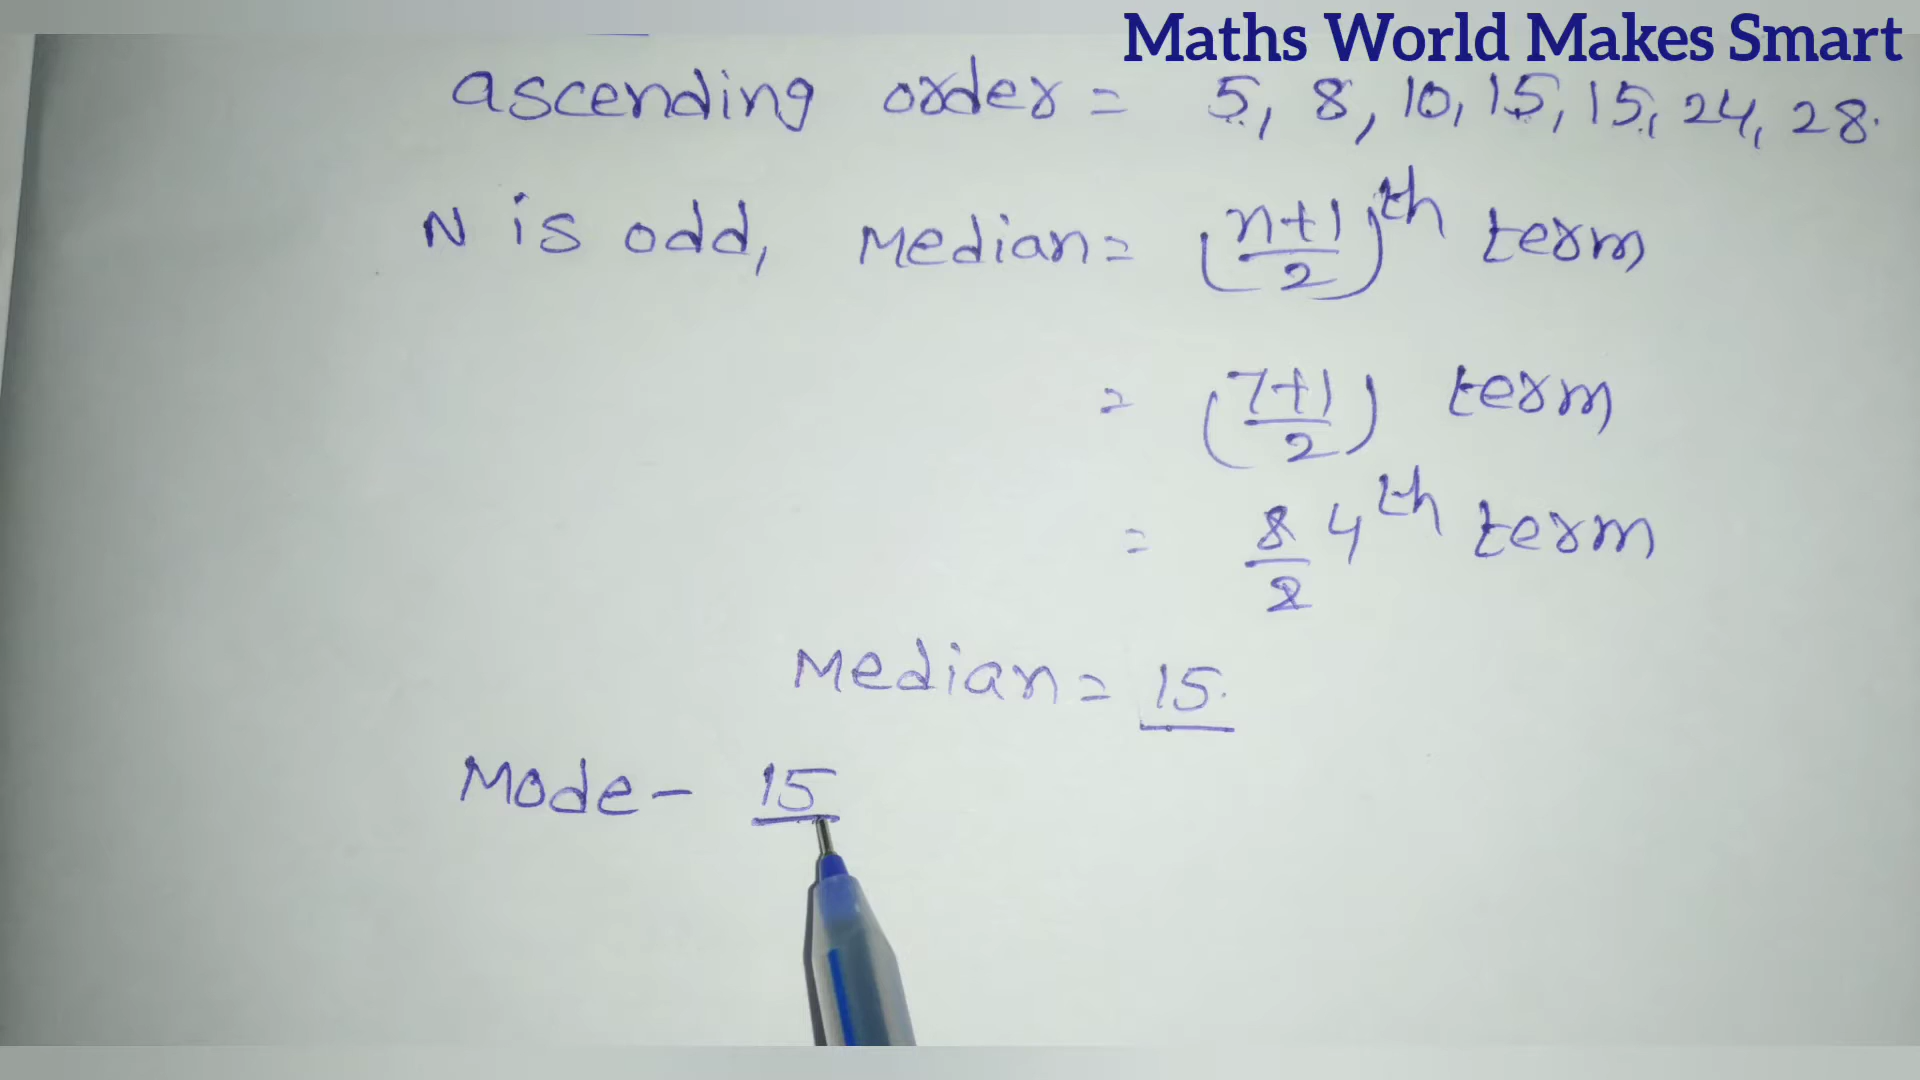 Maths World Makes Smart
ascending order = 5, 8, 10, 15, 15, 24, 28.
N is odd, Median = (n+1/2)th term
= (7+1/2) term
= 8/2 4th term
Median = 15.
Mode - 15